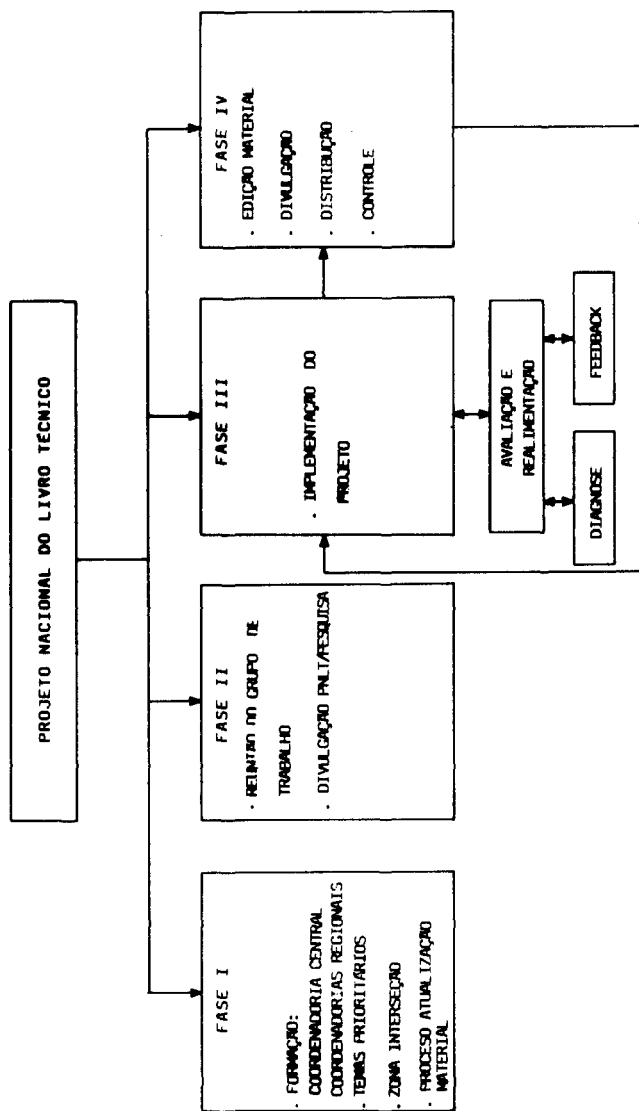 PROJETO NACIONAL DO LIVRO TÉCNICO
FASE I
. FORMAÇÃO:
COORDENADORIA CENTRAL
COORDENADORIAS REGIONAIS
. TEMAS PRIORITÁRIOS
. ZONA INTERSEÇÃO
. PROCESO ATUALIZAÇÃO
MATERIAL
FASE II
. REUNIÃO DO GRUPO DE
TRABALHO
. DIVULGAÇÃO PNLT/PESQUISA
FASE III
. IMPLEMENTAÇÃO DO
PROJETO
FASE IV
. EDIÇÃO MATERIAL
. DIVULGAÇÃO
. DISTRIBUÇÃO
. CONTROLE
AVALIAÇÃO E
REALIMENTAÇÃO
DIAGNOSE
FEEDBACK